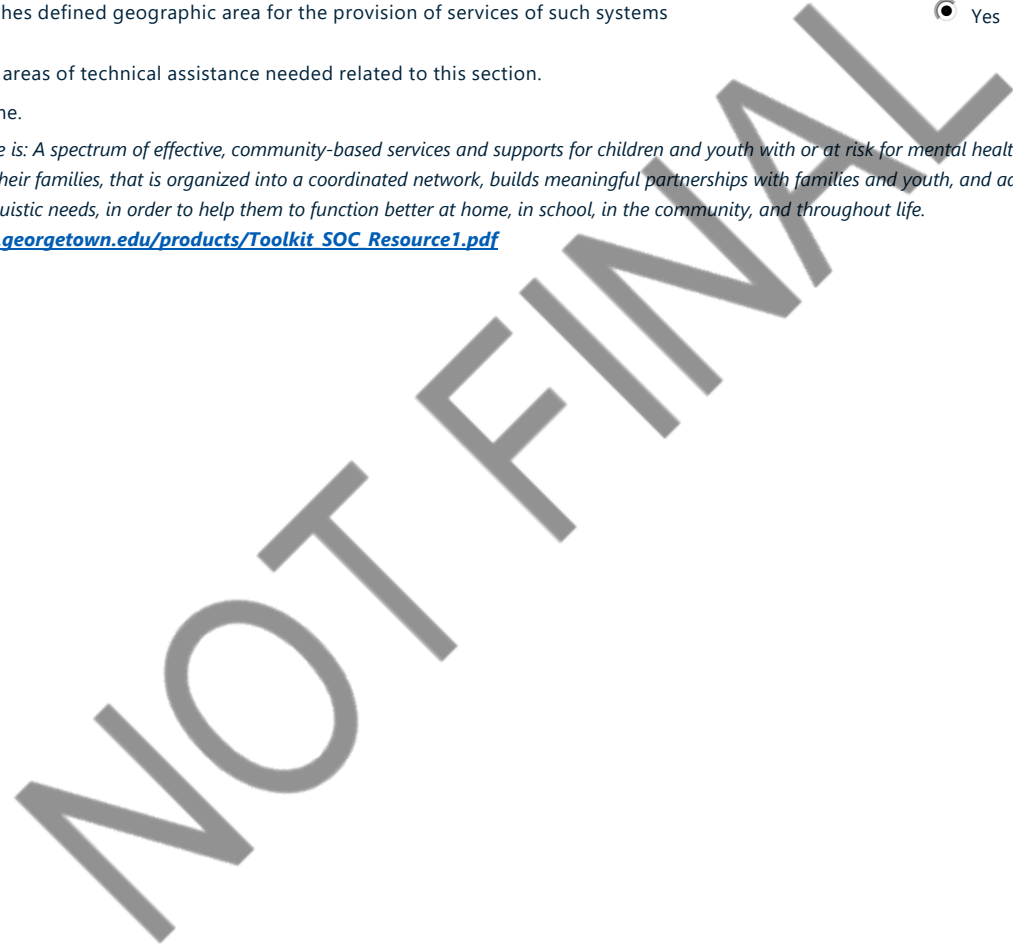 hes defined geographic area for the provision of services of such systems Yes
areas of technical assistance needed related to this section.
ne.
e is: A spectrum of effective, community-based services and supports for children and youth with or at risk for mental healt
heir families, that is organized into a coordinated network, builds meaningful partnerships with families and youth, and ad
uistic needs, in order to help them to function better at home, in school, in the community, and throughout life.
.georgetown.edu/products/Toolkit_SOC_Resource1.pdf
NOT FINAL